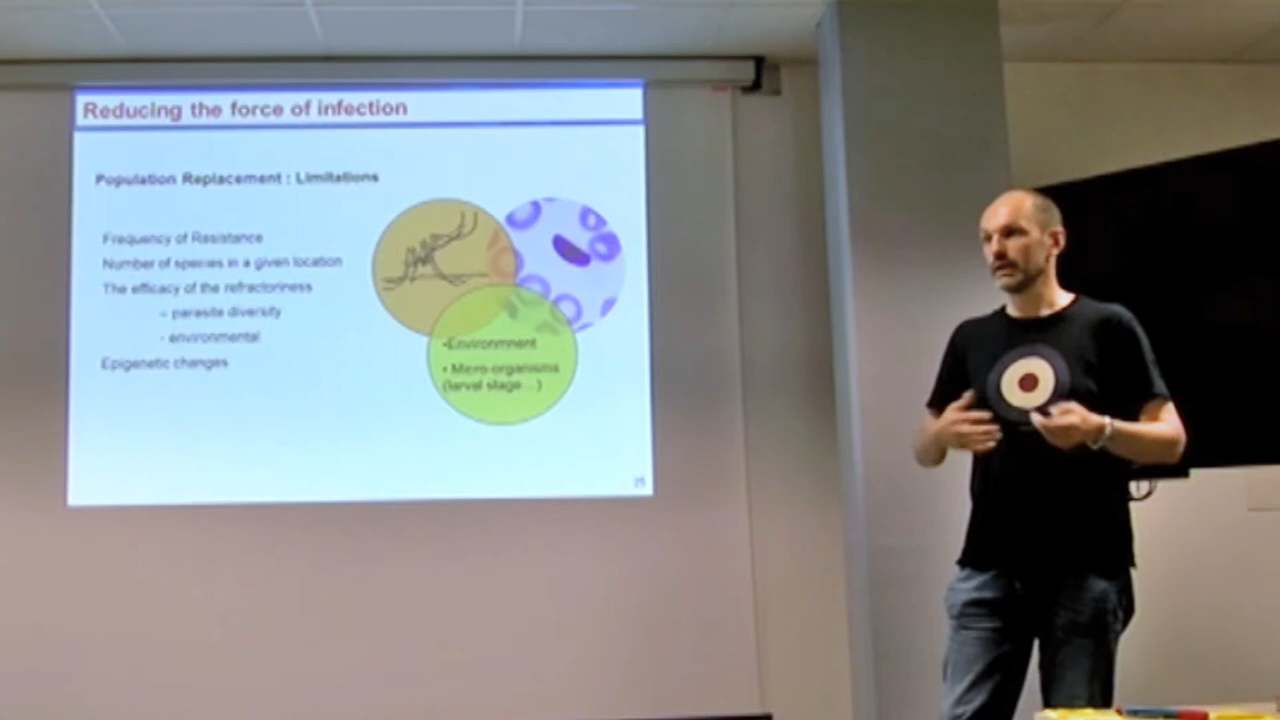 Reducing the force of infection
Population Replacement : Limitations
Frequency of Resistance
Number of species in a given location
The efficacy of the refractoriness
- parasite diversity
- environmental
Epigenetic changes
•Environmnent
• Micro-organisms
(larval stage...)